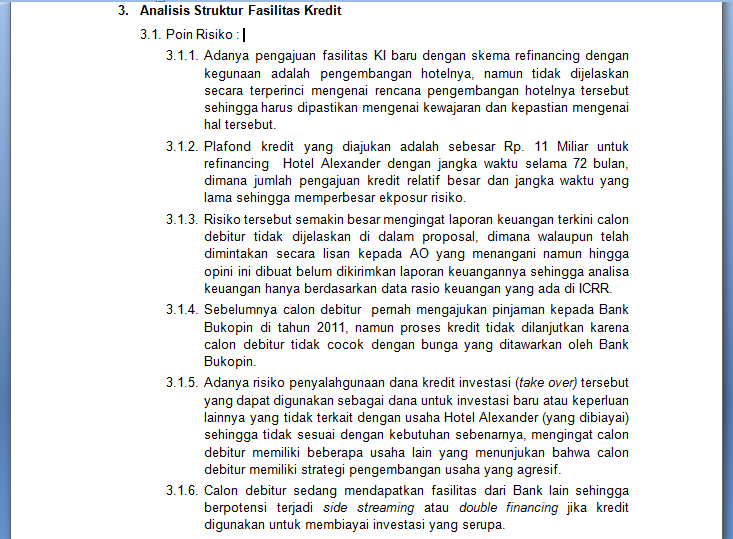 3. Analisis Struktur Fasilitas Kredit
3.1. Poin Risiko :
3.1.1. Adanya pengajuan fasilitas KI baru dengan skema refinancing dengan
kegunaan adalah pengembangan hotelnya, namun tidak dijelaskan
secara terperinci mengenai rencana pengembangan hotelnya tersebut
sehingga harus dipastikan mengenai kewajaran dan kepastian mengenai
hal tersebut.
3.1.2. Plafond kredit yang diajukan adalah sebesar Rp. 11 Miliar untuk
refinancing Hotel Alexander dengan jangka waktu selama 72 bulan,
dimana jumlah pengajuan kredit relatif besar dan jangka waktu yang
lama sehingga memperbesar ekposur risiko.
3.1.3. Risiko tersebut semakin besar mengingat laporan keuangan terkini calon
debitur tidak dijelaskan di dalam proposal, dimana walaupun telah
dimintakan secara lisan kepada AO yang menangani namun hingga
opini ini dibuat belum dikirimkan laporan keuangannya sehingga analisa
keuangan hanya berdasarkan data rasio keuangan yang ada di ICRR.
3.1.4. Sebelumnya calon debitur pernah mengajukan pinjaman kepada Bank
Bukopin di tahun 2011, namun proses kredit tidak dilanjutkan karena
calon debitur tidak cocok dengan bunga yang ditawarkan oleh Bank
Bukopin.
3.1.5. Adanya risiko penyalahgunaan dana kredit investasi (take over) tersebut
yang dapat digunakan sebagai dana untuk investasi baru atau keperluan
lainnya yang tidak terkait dengan usaha Hotel Alexander (yang dibiayai)
sehingga tidak sesuai dengan kebutuhan sebenarnya, mengingat calon
debitur memiliki beberapa usaha lain yang menunjukan bahwa calon
debitur memiliki strategi pengembangan usaha yang agresif.
3.1.6. Calon debitur sedang mendapatkan fasilitas dari Bank lain sehingga
berpotensi terjadi side streaming atau double financing jika kredit
digunakan untuk membiayai investasi yang serupa.